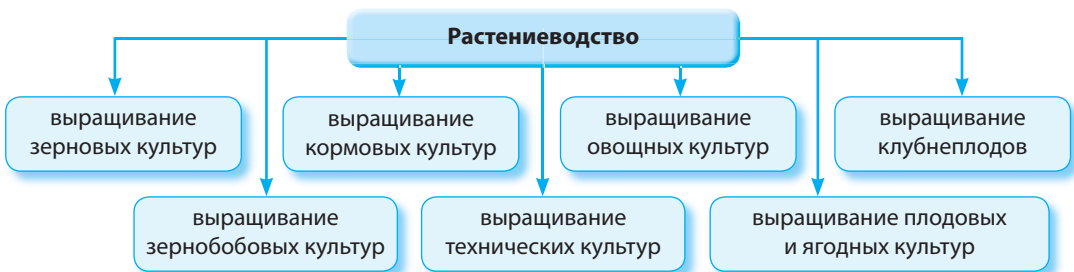 Растениеводство
выращивание
зерновых культур
выращивание
кормовых культур
выращивание
овощных культур
выращивание
клубнеплодов
выращивание
зернобобовых культур
выращивание
технических культур
выращивание плодовых
и ягодных культур